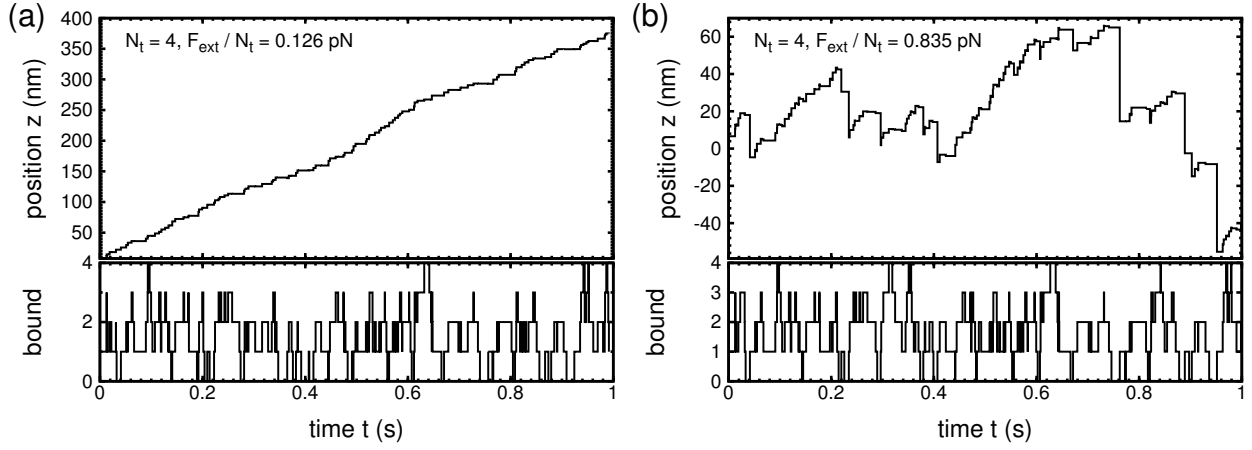 (a)
N_t = 4, F_ext / N_t = 0.126 pN
position z (nm)
400
350
300
250
200
150
100
50
bound
4
2
0
0 0.2 0.4 0.6 0.8 1
time t (s)
(b)
N_t = 4, F_ext / N_t = 0.835 pN
position z (nm)
60
40
20
0
-20
-40
bound
4
3
2
1
0
0 0.2 0.4 0.6 0.8 1
time t (s)